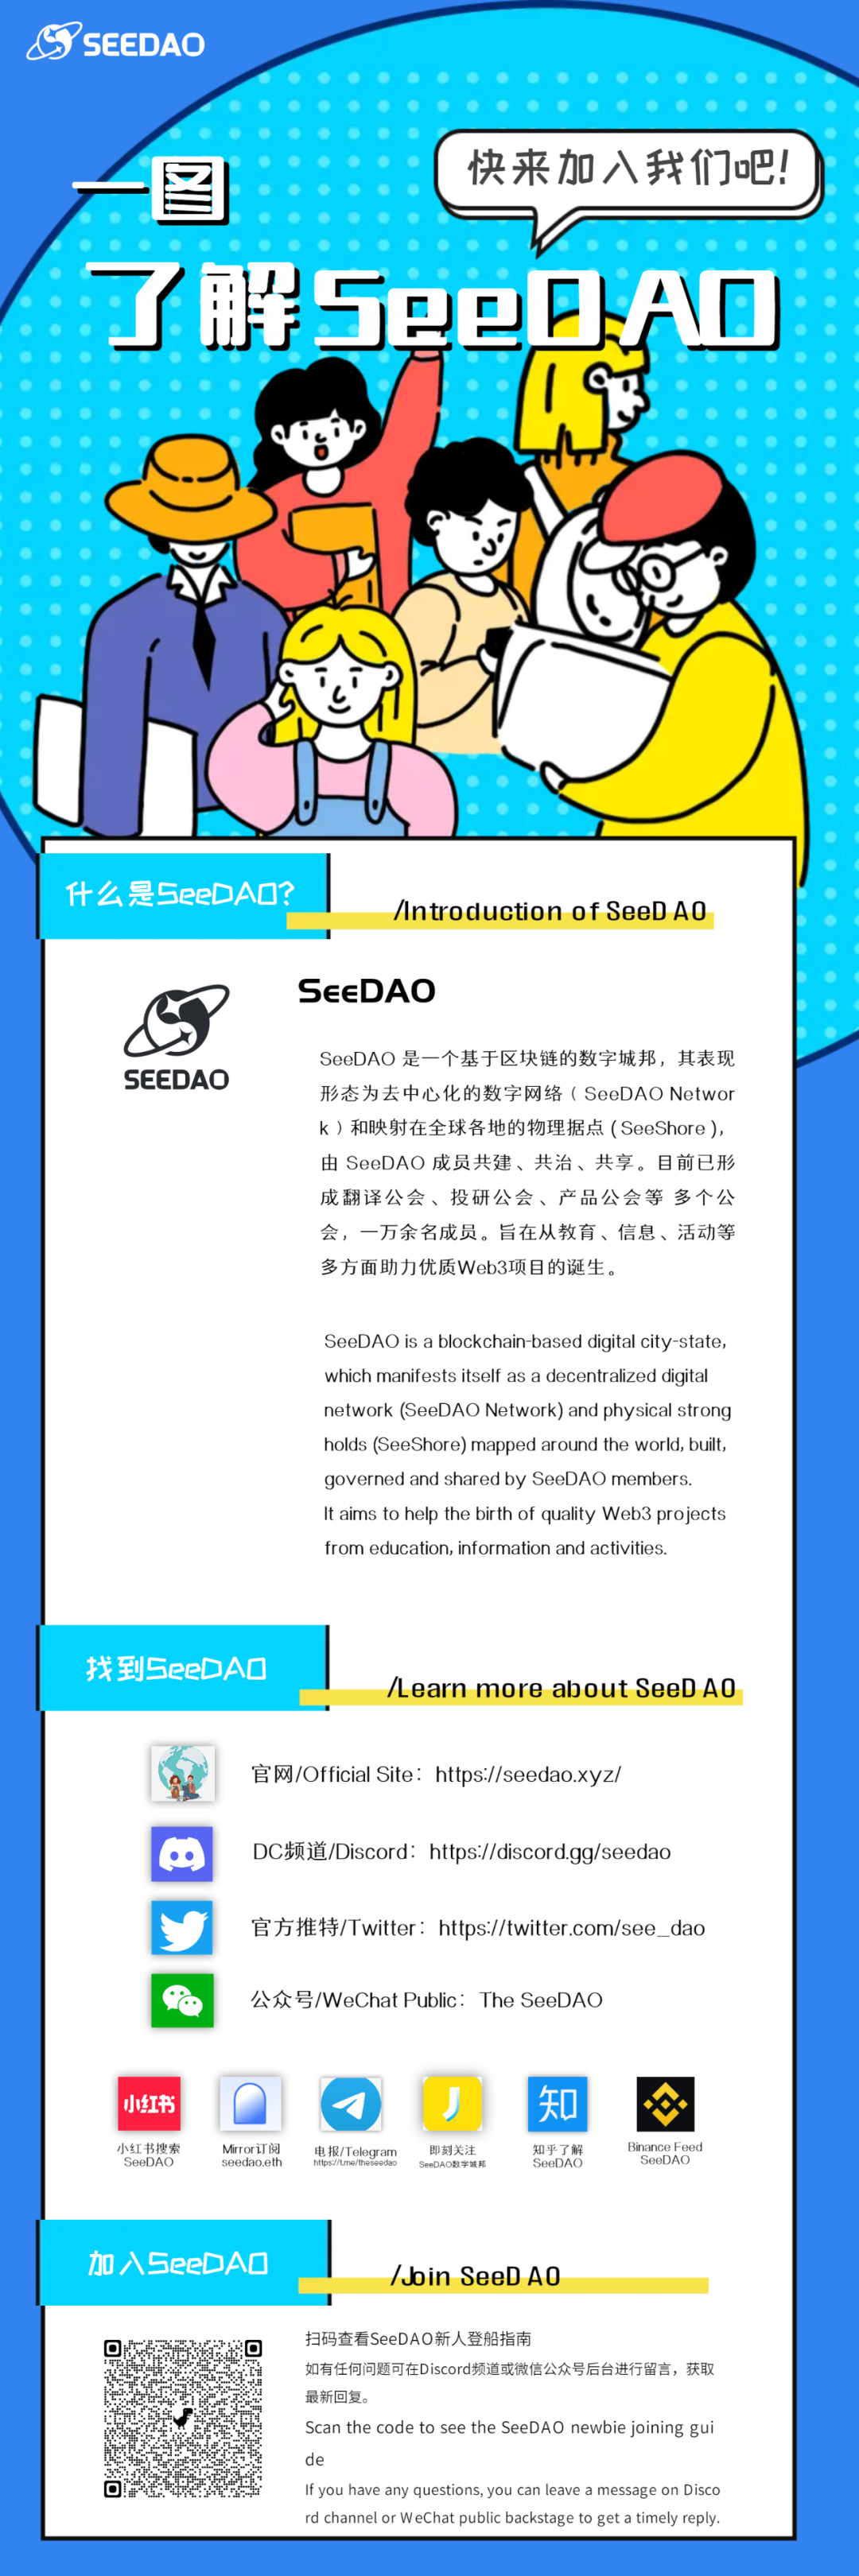 SEEDAO
快来加入我们吧!
一图
了解SeeDAO
什么是SeeDAO?
/Introduction of SeeDAO
SEEDAO
SeeDAO
SeeDAO 是一个基于区块链的数字城邦，其表现
形态为去中心化的数字网络（ SeeDAO Networ
k ）和映射在全球各地的物理据点 ( SeeShore )，
由 SeeDAO 成员共建、共治、共享。目前已形
成翻译公会、投研公会、产品公会等 多个公
会，一万余名成员。旨在从教育、信息、活动等
多方面助力优质Web3项目的诞生。
SeeDAO is a blockchain-based digital city-state,
which manifests itself as a decentralized digital
network (SeeDAO Network) and physical strong
holds (SeeShore) mapped around the world, built,
governed and shared by SeeDAO members.
It aims to help the birth of quality Web3 projects
from education, information and activities.
找到SeeDAO
/Learn more about SeeDAO
官网/Official Site：https://seedao.xyz/
DC频道/Discord：https://discord.gg/seedao
官方推特/Twitter：https://twitter.com/see_dao
公众号/WeChat Public：The SeeDAO
小红书
知
小红书搜索
SeeDAO
Mirror订阅
seedao.eth
电报/Telegram
https://t.me/theseedao
即刻关注
SeeDAO数字城邦
知乎了解
SeeDAO
Binance Feed
SeeDAO
加入SeeDAO
/Join SeeDAO
扫码查看SeeDAO新人登船指南
如有任何问题可在Discord频道或微信公众号后台进行留言，获取
最新回复。
Scan the code to see the SeeDAO newbie joining gui
de
If you have any questions, you can leave a message on Disco
rd channel or WeChat public backstage to get a timely reply.